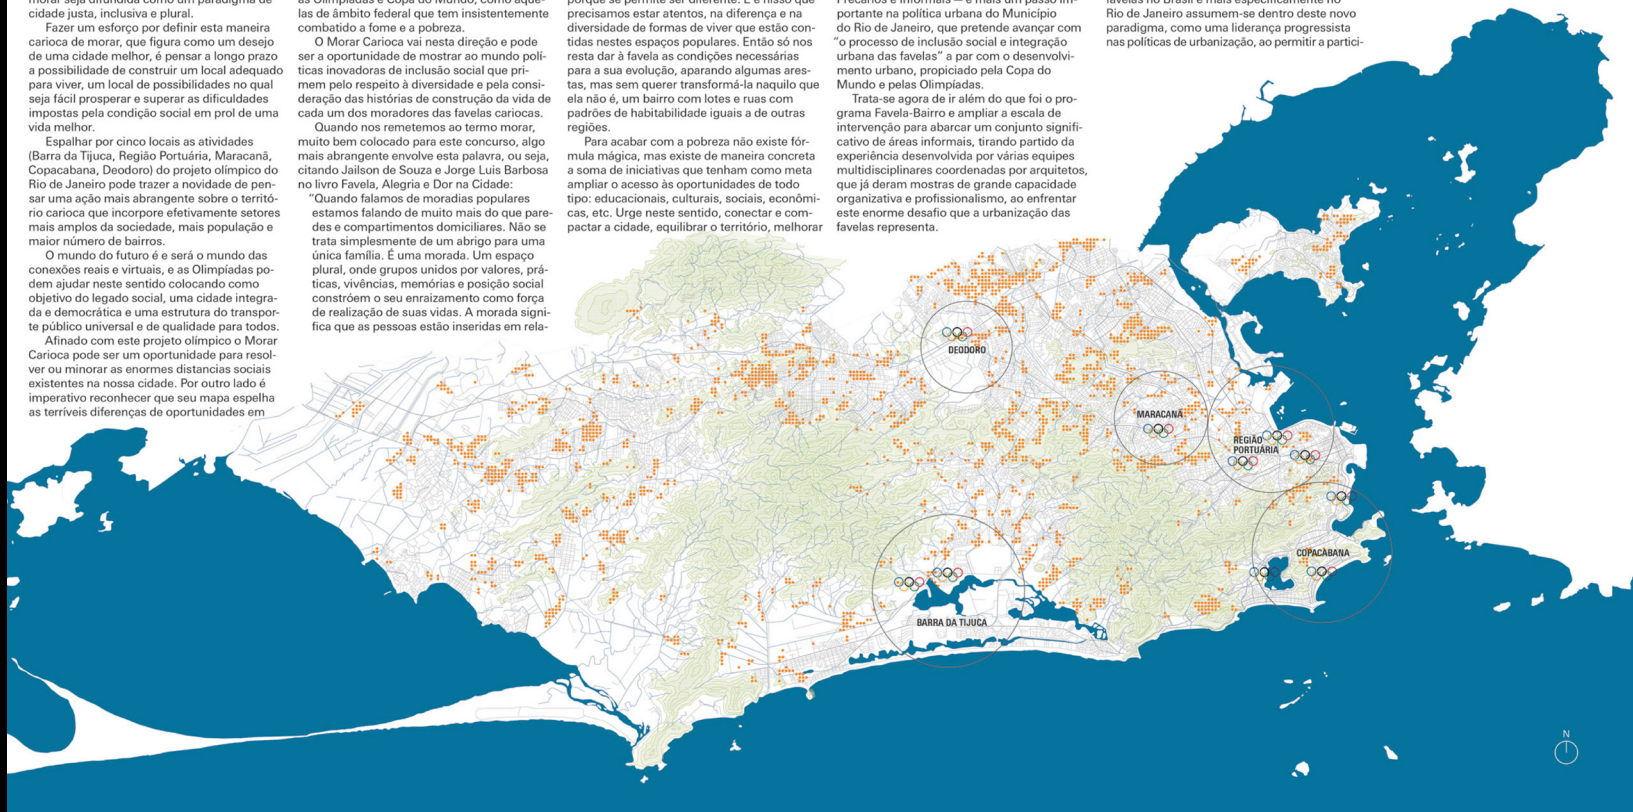 morar seja difundida como um paradigma de
cidade justa, inclusiva e plural.
Fazer um esforço por definir esta maneira
carioca de morar, que figura como um desejo
de uma cidade melhor, é pensar a longo prazo
a possibilidade de construir um local adequado
para viver, um local de possibilidades no qual
seja fácil prosperar e superar as dificuldades
impostas pela condição social em prol de uma
vida melhor.
Espalhar por cinco locais as atividades
(Barra da Tijuca, Região Portuária, Maracanã,
Copacabana, Deodoro) do projeto olímpico do
Rio de Janeiro pode trazer a novidade de pen-
sar uma ação mais abrangente sobre o territó-
rio carioca que incorpore efetivamente setores
mais amplos da sociedade, mais população e
maior número de bairros.
O mundo do futuro é e será o mundo das
conexões reais e virtuais, e as Olimpíadas po-
dem ajudar neste sentido colocando como
objetivo do legado social, uma cidade integra-
da e democrática e uma estrutura do transpor-
te público universal e de qualidade para todos.
Afinado com este projeto olímpico o Morar
Carioca pode ser um oportunidade para resol-
ver ou minorar as enormes distancias sociais
existentes na nossa cidade. Por outro lado é
imperativo reconhecer que seu mapa espelha
as terríveis diferenças de oportunidades em
as Olimpíadas e Copa do Mundo, como aque-
las de âmbito federal que tem insistentemente
combatido a fome e a pobreza.
O Morar Carioca vai nesta direção e pode
ser a oportunidade de mostrar ao mundo polí-
ticas inovadoras de inclusão social que pri-
mem pelo respeito à diversidade e pela consi-
deração das histórias de construção da vida de
cada um dos moradores das favelas cariocas.
Quando nos remetemos ao termo morar,
muito bem colocado para este concurso, algo
mais abrangente envolve esta palavra, ou seja,
citando Jailson de Souza e Jorge Luis Barbosa
no livro Favela, Alegria e Dor na Cidade:
"Quando falamos de moradias populares
estamos falando de muito mais do que pare-
des e compartimentos domiciliares. Não se
trata simplesmente de um abrigo para uma
única família. É uma morada. Um espaço
plural, onde grupos unidos por valores, prá-
ticas, vivências, memórias e posição social
constróem o seu enraizamento como força
de realização de suas vidas. A morada signi-
fica que as pessoas estão inseridas em rela-
porque se permite ser diferente. É e nisso que
precisamos estar atentos, na diferença e na
diversidade de formas de viver que estão con-
tidas nestes espaços populares. Então só nos
resta dar à favela as condições necessárias
para a sua evolução, aparando algumas ares-
tas, mas sem querer transformá-la naquilo que
ela não é, um bairro com lotes e ruas com
padrões de habitabilidade iguais a de outras
regiões.
Para acabar com a pobreza não existe fór-
mula mágica, mas existe de maneira concreta
a soma de iniciativas que tenham como meta
ampliar o acesso às oportunidades de todo
tipo: educacionais, culturais, sociais, econômi-
cas, etc. Urge neste sentido, conectar e com-
pactar a cidade, equilibrar o território, melhorar
Precários e Informais — é mais um passo im-
portante na política urbana do Município
do Rio de Janeiro, que pretende avançar com
"o processo de inclusão social e integração
urbana das favelas" a par com o desenvolvi-
mento urbano, propiciado pela Copa do
Mundo e pelas Olimpíadas.
Trata-se agora de ir além do que foi o pro-
grama Favela-Bairro e ampliar a escala de
intervenção para abarcar um conjunto signifi-
cativo de áreas informais, tirando partido da
experiência desenvolvida por várias equipes
multidisciplinares coordenadas por arquitetos,
que já deram mostras de grande capacidade
organizativa e profissionalismo, ao enfrentar
este enorme desafio que a urbanização das
favelas representa.
favelas no Brasil e mais especificamente no
Rio de Janeiro assumem-se dentro deste novo
paradigma, como uma liderança progressista
nas políticas de urbanização, ao permitir a partici-
DEODORO
MARACANÃ
REGIÃO
PORTUÁRIA
COPACABANA
BARRA DA TIJUCA
N